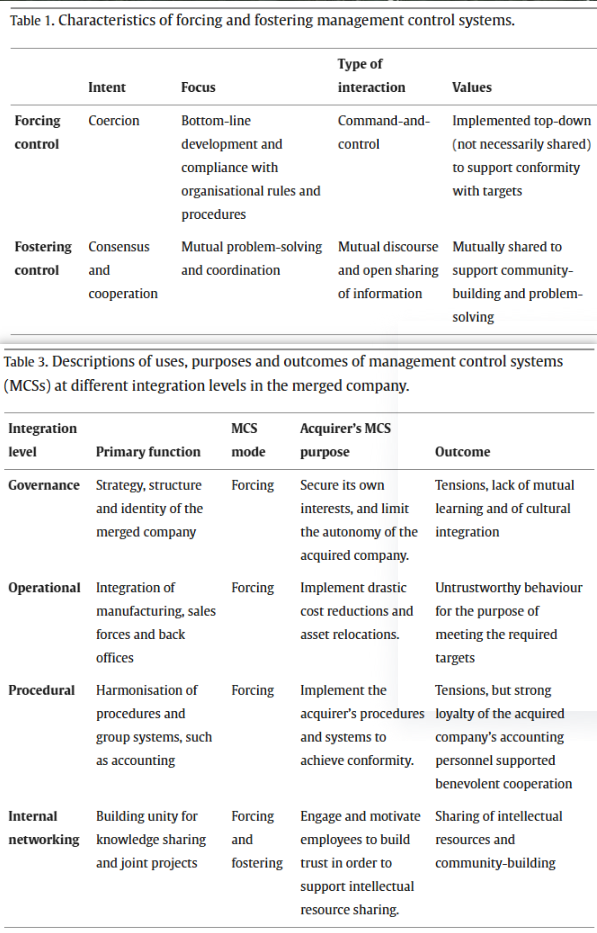 Table 1. Characteristics of forcing and fostering management control systems.
Type of
Intent Focus interaction Values
Forcing Coercion Bottom-line Command-and- Implemented top-down
control development and control (not necessarily shared)
compliance with to support conformity
organisational rules and with targets
procedures
Fostering Consensus Mutual problem-solving Mutual discourse Mutually shared to
control and and coordination and open sharing support community-
cooperation of information building and problem-
solving
Table 3. Descriptions of uses, purposes and outcomes of management control systems
(MCSs) at different integration levels in the merged company.
Integration MCS Acquirer's MCS
level Primary function mode purpose Outcome
Governance Strategy, structure Forcing Secure its own Tensions, lack of mutual
and identity of the interests, and limit learning and of cultural
merged company the autonomy of the integration
acquired company.
Operational Integration of Forcing Implement drastic Untrustworthy behaviour
manufacturing, sales cost reductions and for the purpose of
forces and back asset relocations. meeting the required
offices targets
Procedural Harmonisation of Forcing Implement the Tensions, but strong
procedures and acquirer's procedures loyalty of the acquired
group systems, such and systems to company's accounting
as accounting achieve conformity. personnel supported
benevolent cooperation
Internal Building unity for Forcing Engage and motivate Sharing of intellectual
networking knowledge sharing and employees to build resources and
and joint projects fostering trust in order to community-building
support intellectual
resource sharing.